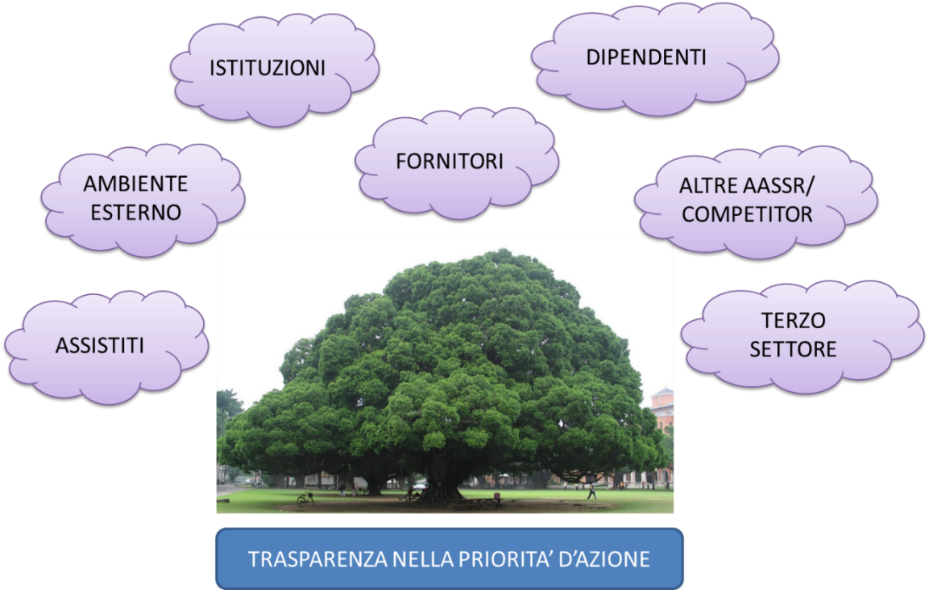 ISTITUZIONI
DIPENDENTI
FORNITORI
AMBIENTE
ESTERNO
ALTRE AASSR/
COMPETITOR
ASSISTITI
TERZO
SETTORE
TRASPARENZA NELLA PRIORITA’ D’AZIONE